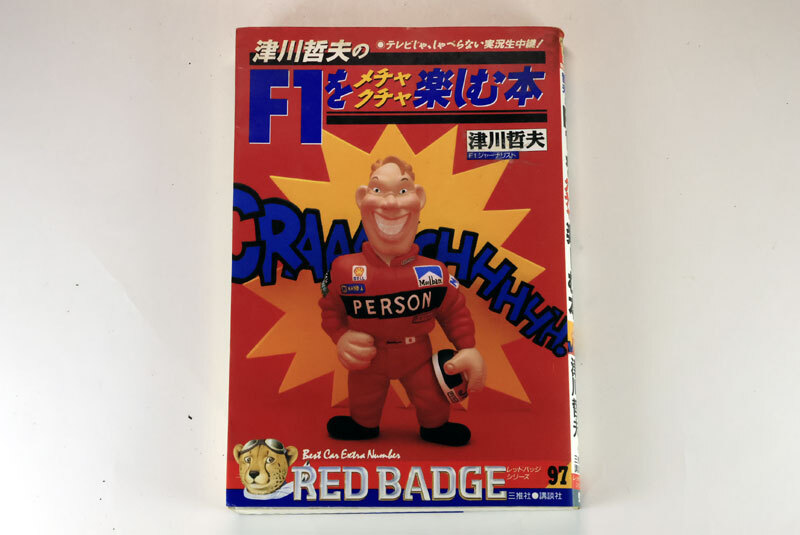 津川哲夫の
●テレビじゃ、しゃべらない実況生中継!
F1をメチャクチャ楽しむ本
津川哲夫
F1ジャーナリスト
SHELL
Mulban
PERSON
Best Car Extra Number
RED BADGE
レッドバッジ
シリーズ
97
三推社●講談社